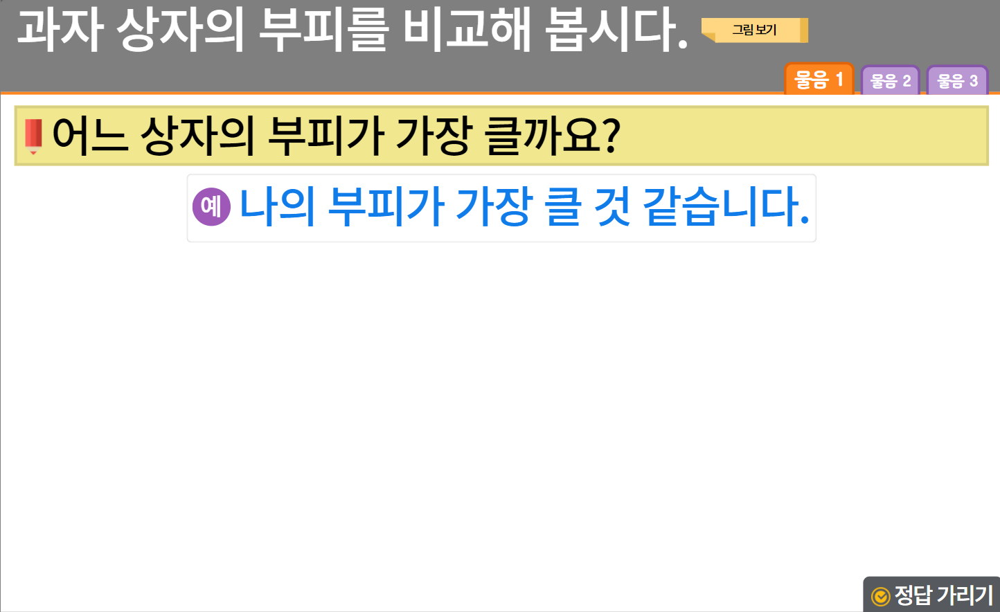 과자 상자의 부피를 비교해 봅시다.
그림 보기
물음 1
물음 2
물음 3
어느 상자의 부피가 가장 클까요?
예 나의 부피가 가장 클 것 같습니다.
정답 가리기